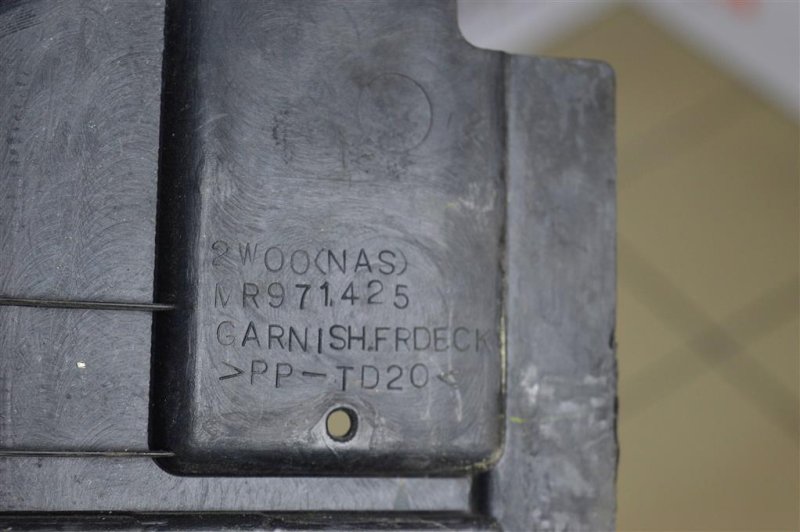 2W00(NAS)
MR971425
GARNISH,FRDECK
>PP-TD20<